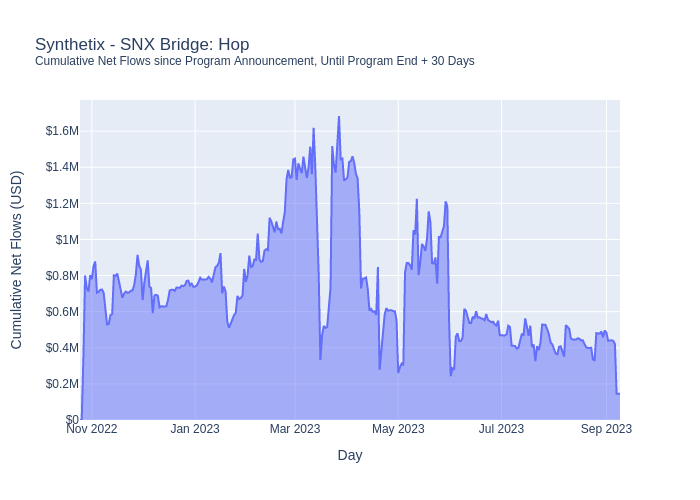 Synthetix - SNX Bridge: Hop
Cumulative Net Flows since Program Announcement, Until Program End + 30 Days
Cumulative Net Flows (USD)
$1.6M
$1.4M
$1.2M
$1M
$0.8M
$0.6M
$0.4M
$0.2M
$0
Nov 2022 Jan 2023 Mar 2023 May 2023 Jul 2023 Sep 2023
Day